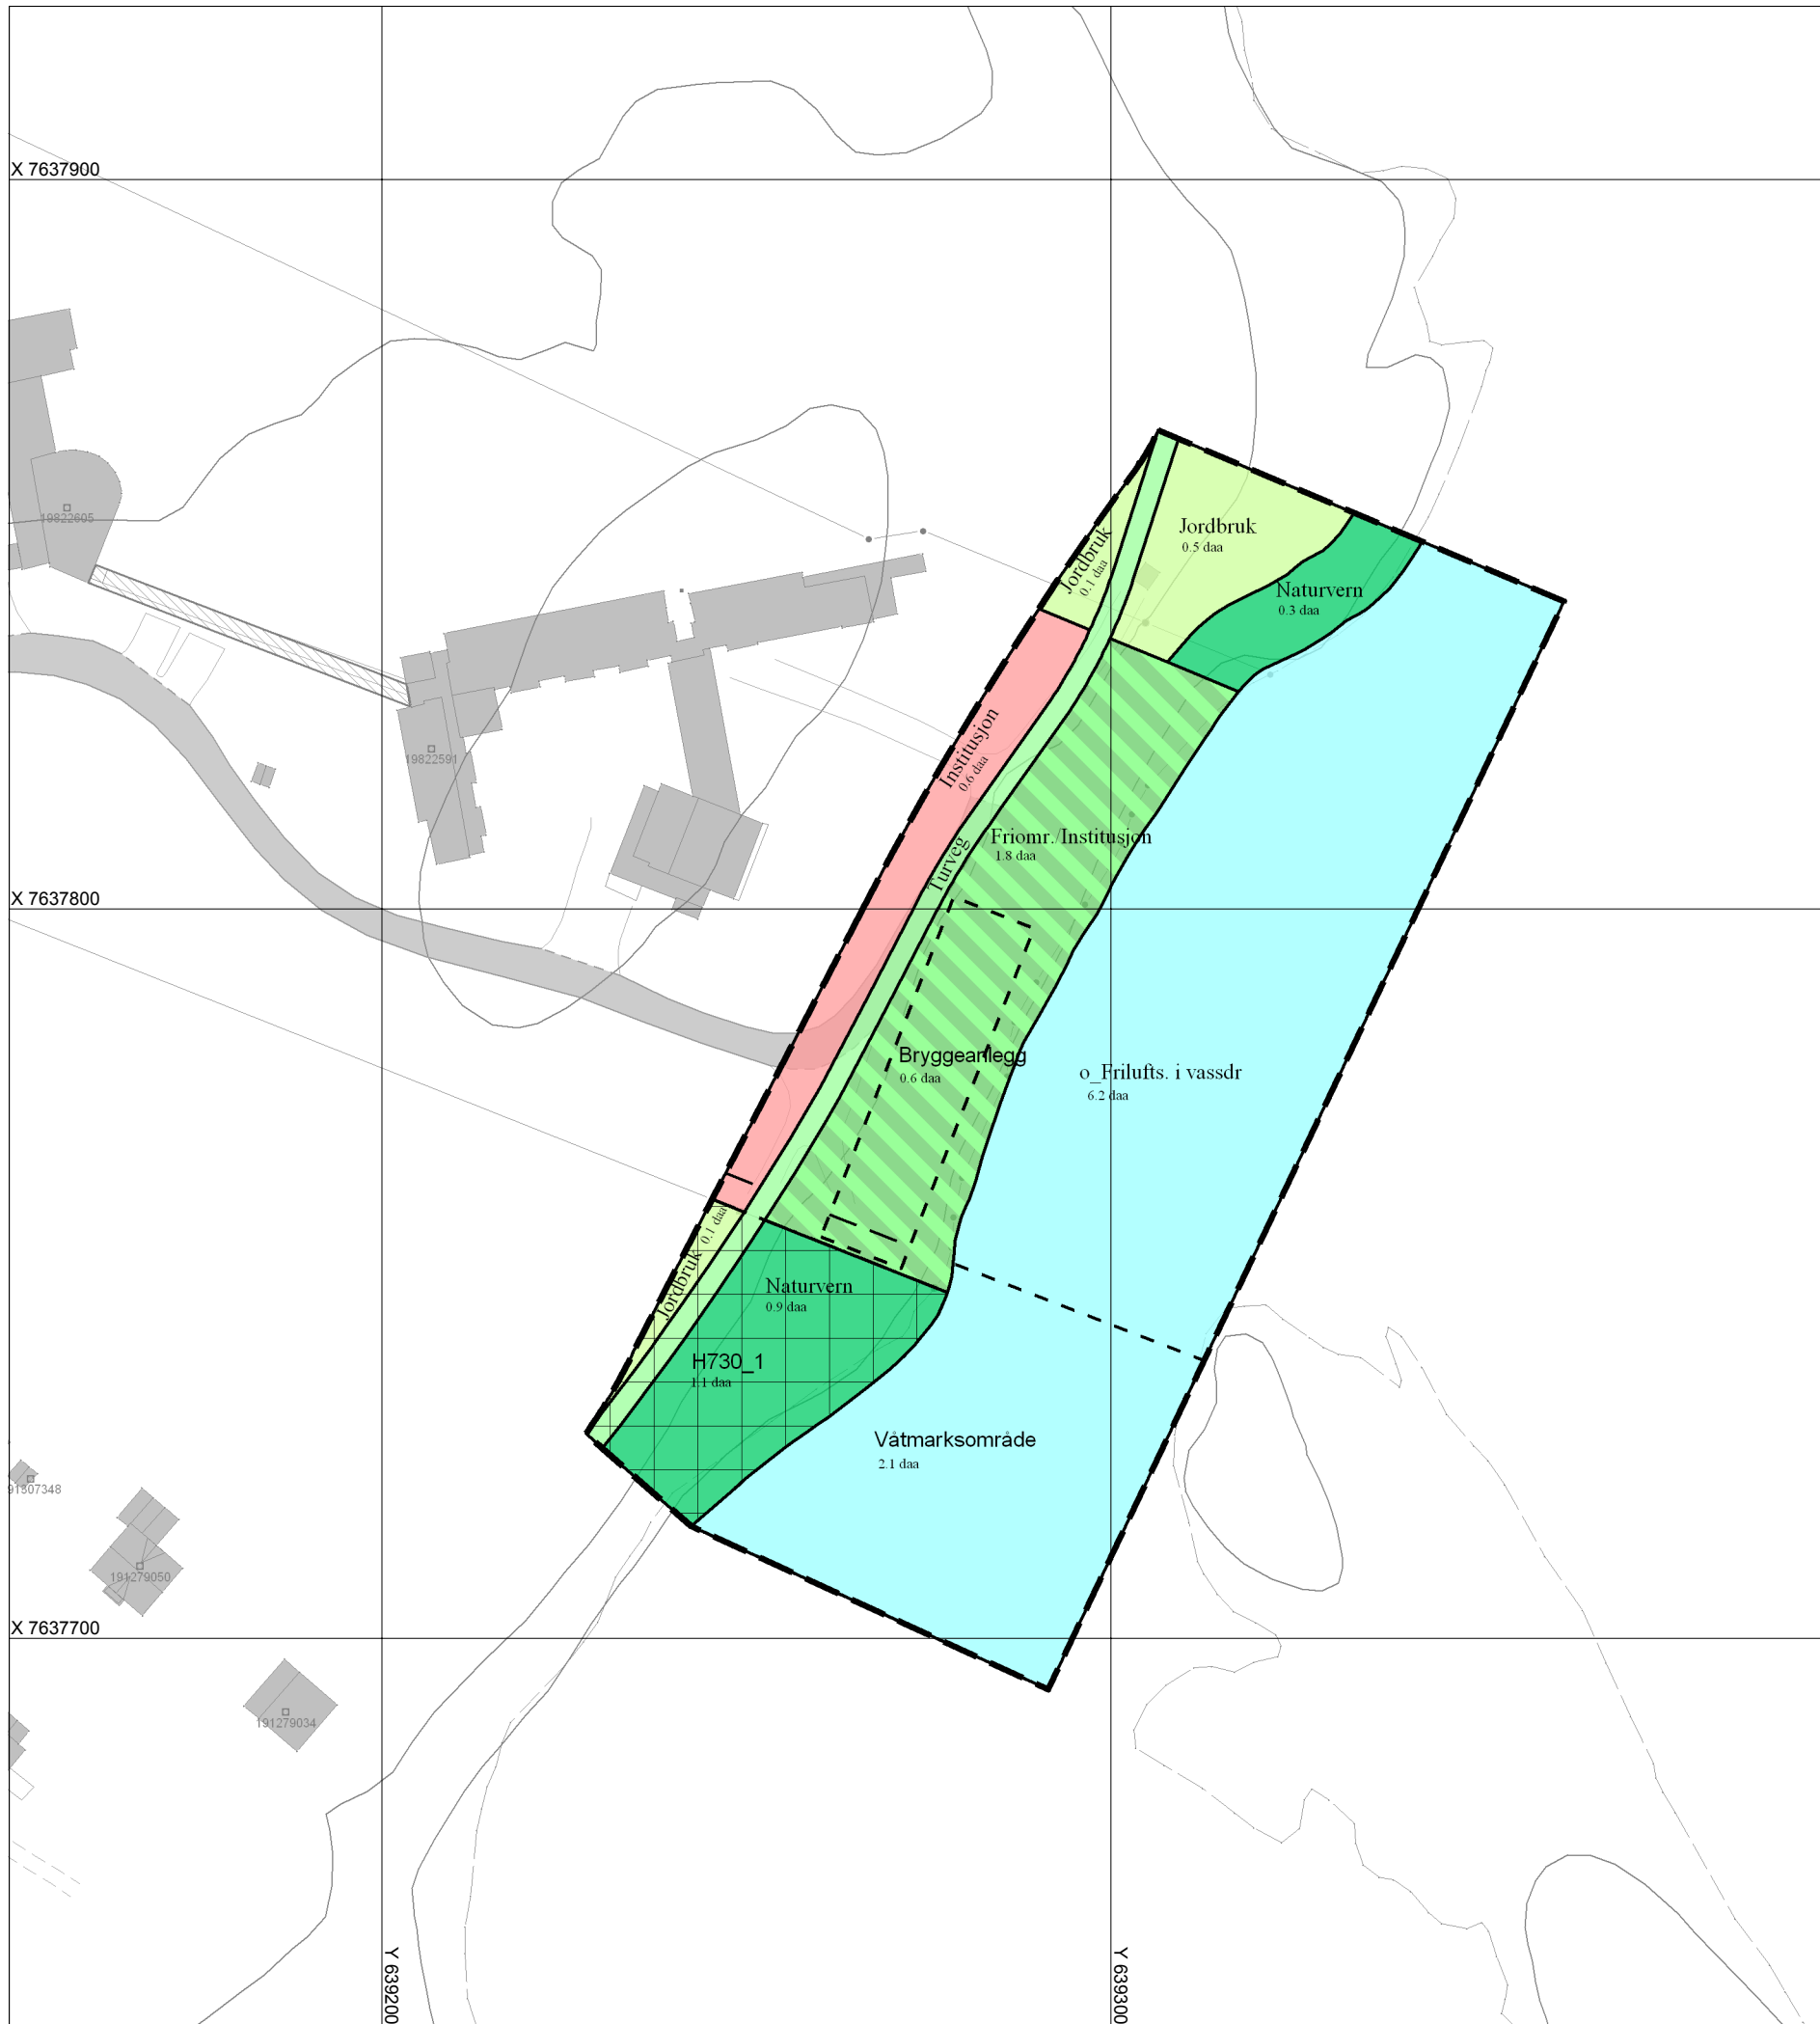 X 7637900
19822605
Jordbruk
0.5 daa
Jordbruk
0.1 daa
Naturvern
0.3 daa
19822591
Institusjon
0.6 daa
Friomr./Institusjon
1.8 daa
Turveg
X 7637800
Bryggeanlegg
0.6 daa
o_Frilufts. i vassdr
6.2 daa
Jordbruk 0.1 daa
Naturvern
0.9 daa
H730_1
1.1 daa
Våtmarksområde
2.1 daa
91307348
191279050
X 7637700
191279034
Y 639200
Y 639300